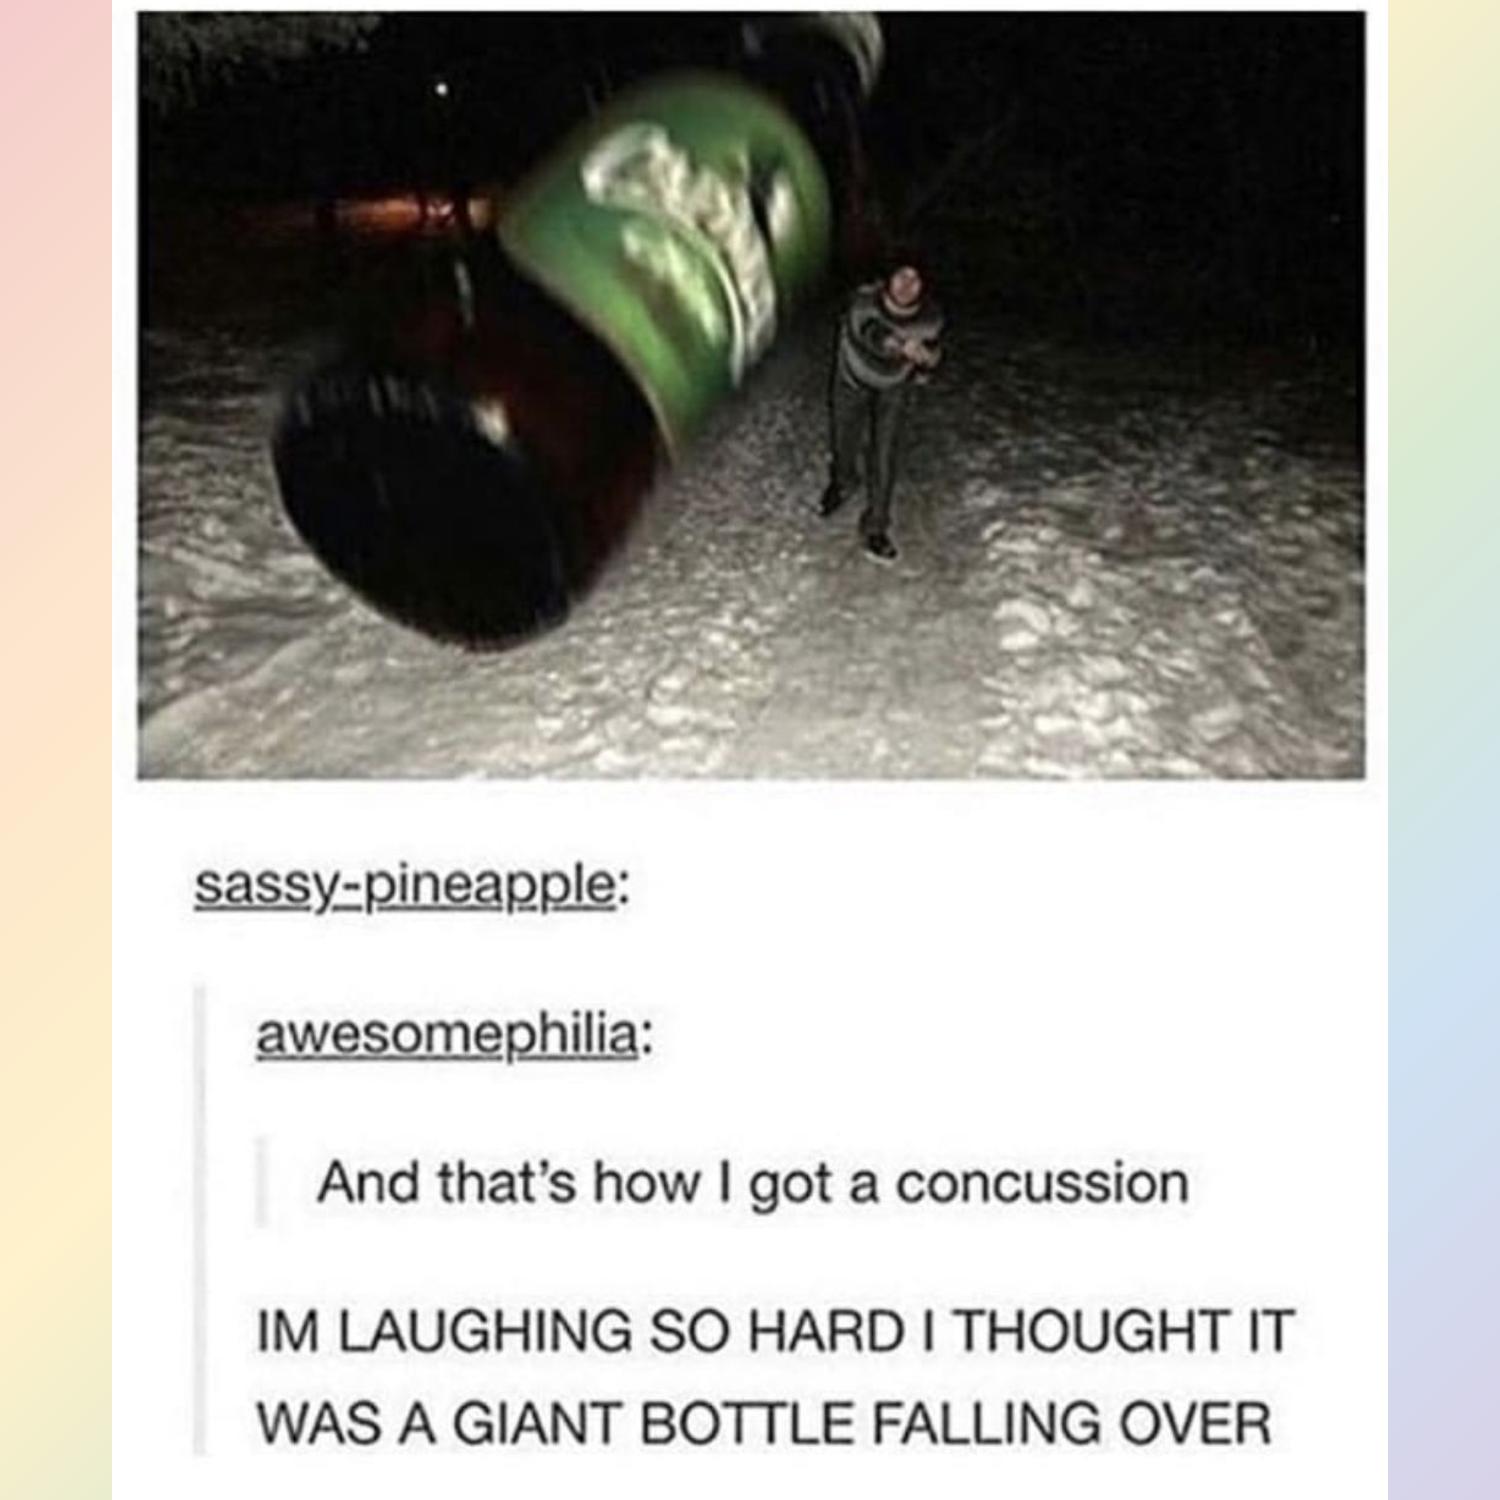 sassy-pineapple:
awesomephilia:
And that’s how I got a concussion
IM LAUGHING SO HARD I THOUGHT IT
WAS A GIANT BOTTLE FALLING OVER